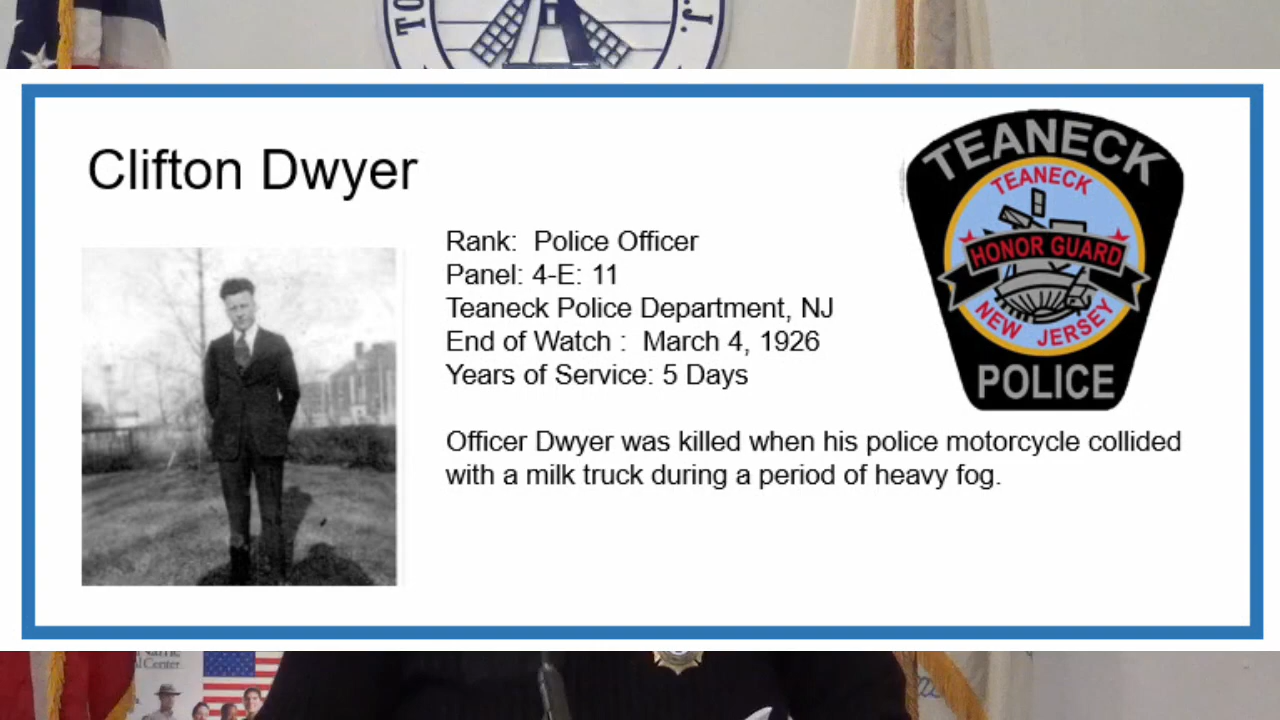 TO
J.
Clifton Dwyer
Rank: Police Officer
Panel: 4-E: 11
Teaneck Police Department, NJ
End of Watch : March 4, 1926
Years of Service: 5 Days
Officer Dwyer was killed when his police motorcycle collided
with a milk truck during a period of heavy fog.
TEANECK
TEANECK
HONOR GUARD
NEW JERSEY
POLICE
Center